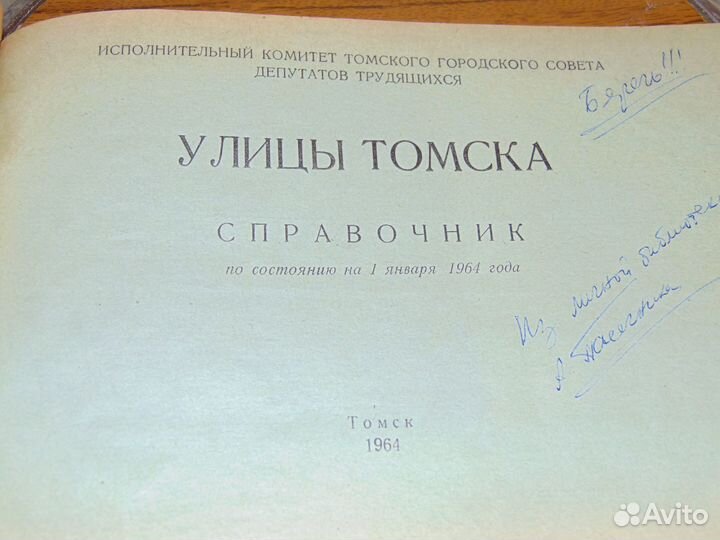 ИСПОЛНИТЕЛЬНЫЙ КОМИТЕТ ТОМСКОГО ГОРОДСКОГО СОВЕТА
ДЕПУТАТОВ ТРУДЯЩИХСЯ
Беречь!!!
УЛИЦЫ ТОМСКА
СПРАВОЧНИК
по состоянию на 1 января 1964 года
Из личной библиотеки
А
Томск
1964
Avito